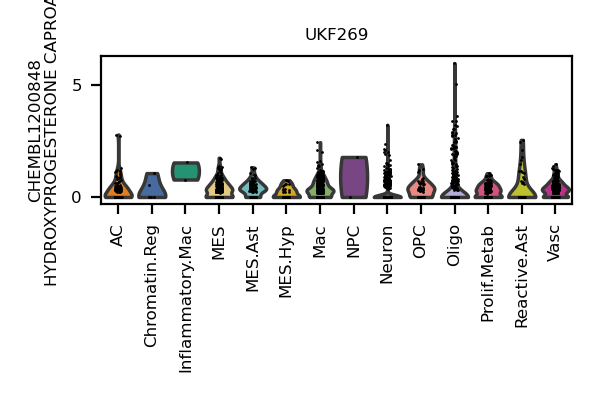 UKF269
CHEMBL1200848
HYDROXYPROGESTERONE CAPROA
5
0
AC
Chromatin.Reg
Inflammatory.Mac
MES
MES.Ast
MES.Hyp
Mac
NPC
Neuron
OPC
Oligo
Prolif.Metab
Reactive.Ast
Vasc